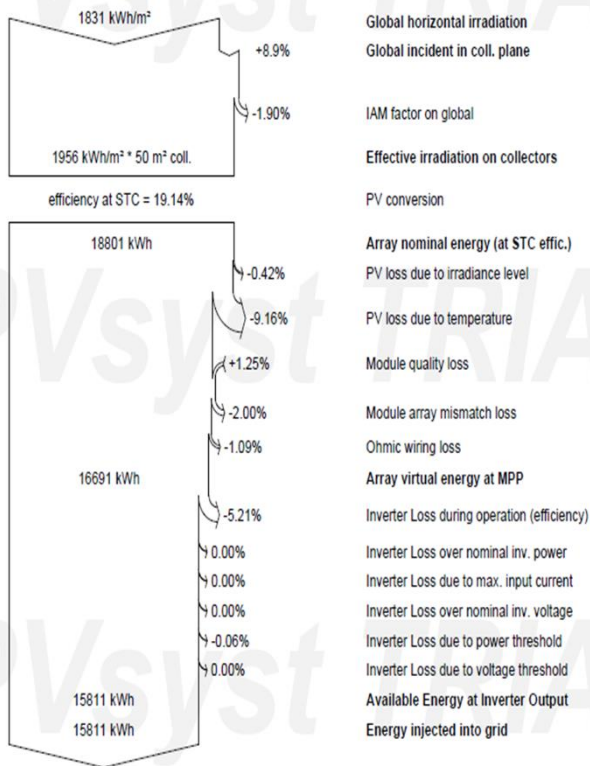 1831 kWh/m² Global horizontal irradiation
+8.9% Global incident in coll. plane
-1.90% IAM factor on global
1956 kWh/m² * 50 m² coll. Effective irradiation on collectors
efficiency at STC = 19.14% PV conversion
18801 kWh Array nominal energy (at STC effic.)
-0.42% PV loss due to irradiance level
-9.16% PV loss due to temperature
+1.25% Module quality loss
-2.00% Module array mismatch loss
-1.09% Ohmic wiring loss
16691 kWh Array virtual energy at MPP
-5.21% Inverter Loss during operation (efficiency)
0.00% Inverter Loss over nominal inv. power
0.00% Inverter Loss due to max. input current
0.00% Inverter Loss over nominal inv. voltage
-0.06% Inverter Loss due to power threshold
0.00% Inverter Loss due to voltage threshold
15811 kWh Available Energy at Inverter Output
15811 kWh Energy injected into grid
PVsyst TRIA
PVsyst TRIA
PVsyst TRIA